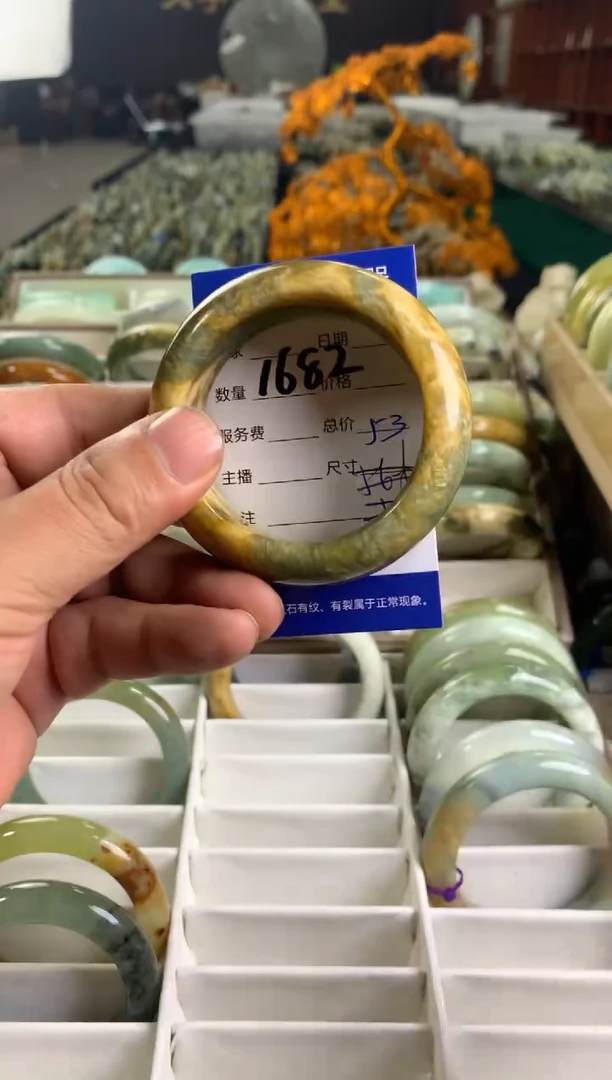 家 日期
数量 1682 价格
服务费 总价 53
主播 尺寸
注
石有纹、有裂属于正常现象。